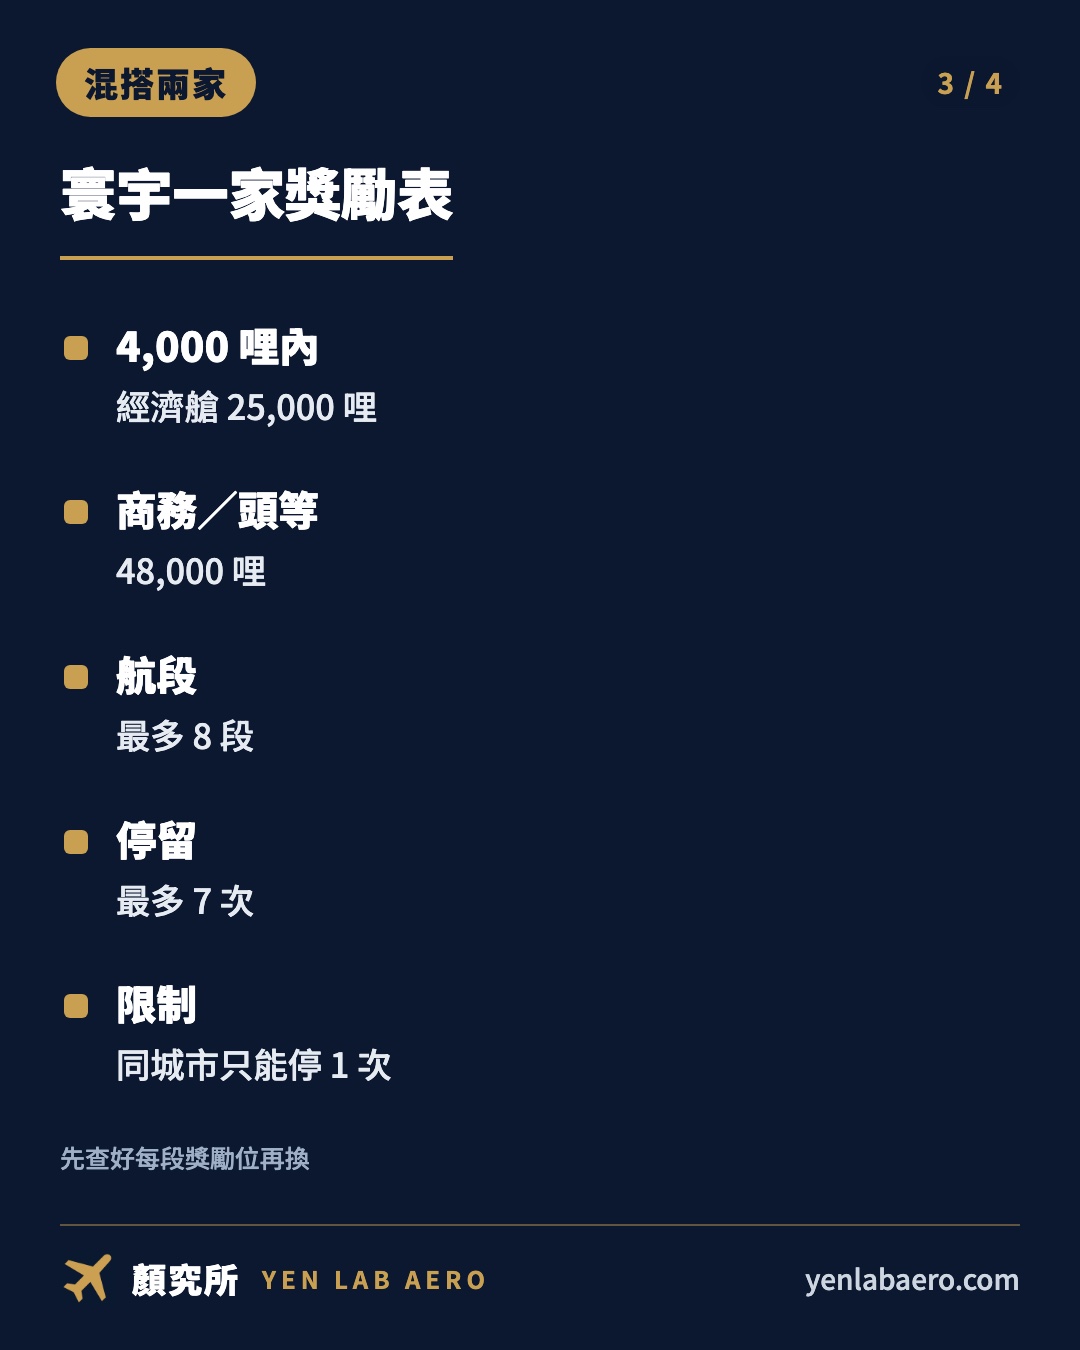 混搭兩家
3 / 4
寰宇一家獎勵表
4,000 哩內
經濟艙 25,000 哩
商務／頭等
48,000 哩
航段
最多 8 段
停留
最多 7 次
限制
同城市只能停 1 次
先查好每段獎勵位再換
顏究所 YEN LAB AERO
yenlabaero.com